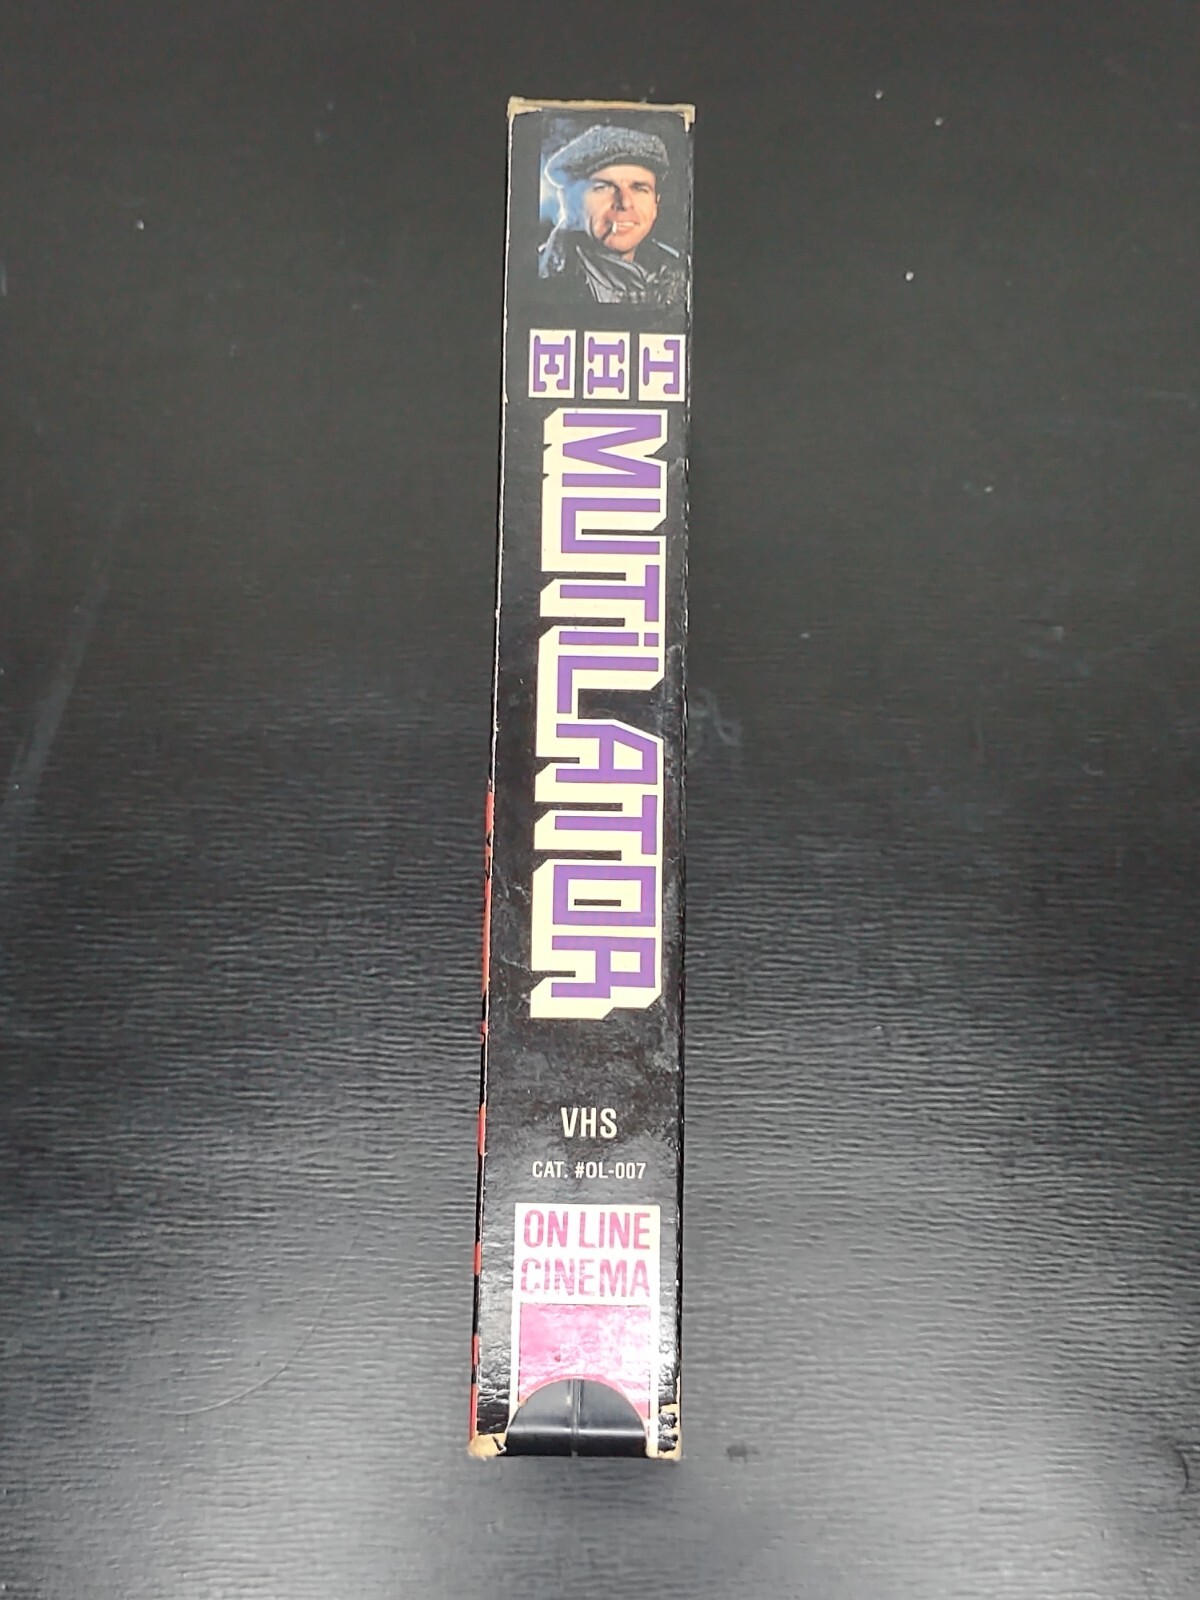 THE
MUTiLATOR
VHS
CAT. #OL-007
ON LINE
CINEMA